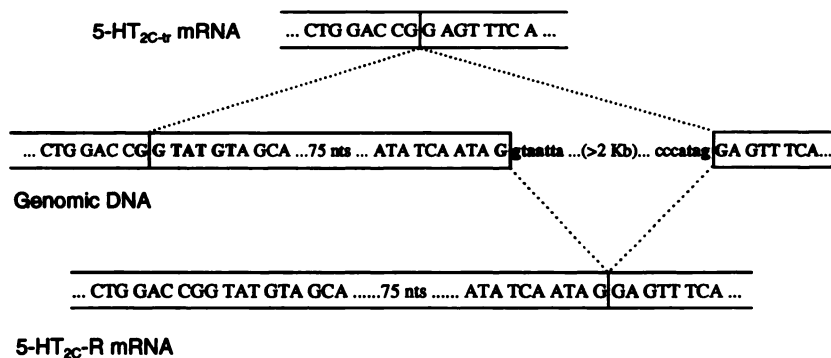 5-HT2C-tr mRNA
... CTG GACC CGG AGT TTC A ...
... CTG GACC CGG TAT GTA GCA ...75 nts ... ATA TCA ATA Ggtaatta ...(>2 Kb)... cccatagGA GTT TCA...
Genomic DNA
... CTG GAC CGG TAT GTA GCA ......75 nts ...... ATA TCA ATA GGA GTT TCA ...
5-HT2C-R mRNA